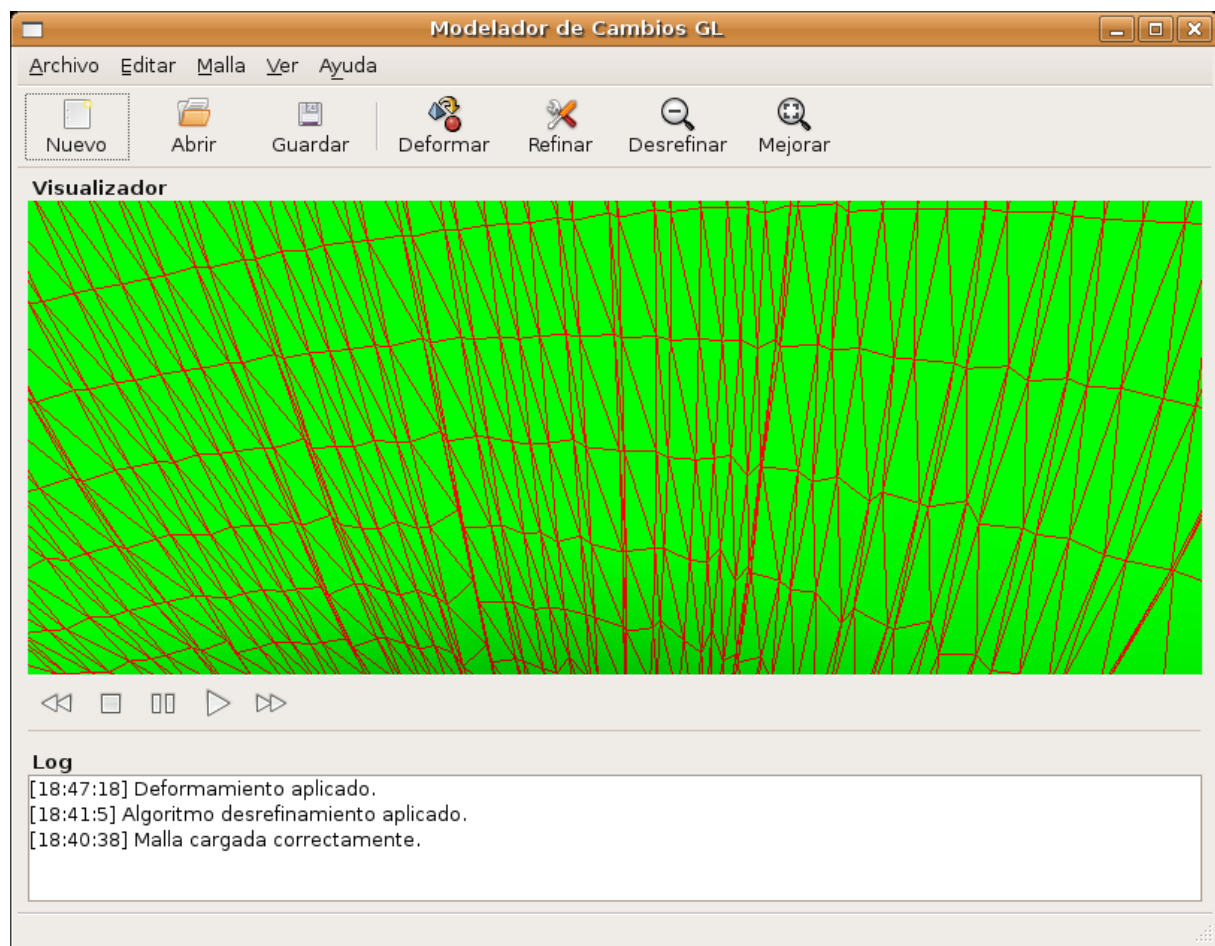 Modelador de Cambios GL
Archivo Editar Malla Ver Ayuda
Nuevo Abrir Guardar Deformar Refinar Desrefinar Mejorar
Visualizador
Log
[18:47:18] Deformamiento aplicado.
[18:41:5] Algoritmo desrefinamiento aplicado.
[18:40:38] Malla cargada correctamente.